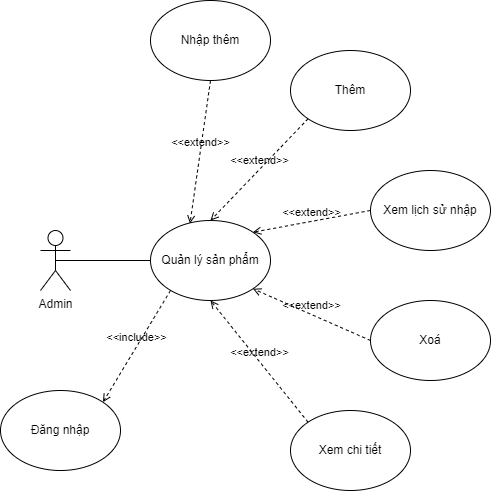 Nhập thêm
Thêm
<<extend>>
<<extend>>
Xem lịch sử nhập
<<extend>>
Quản lý sản phẩm
Admin
<<extend>>
<<include>>
Xoá
<<extend>>
Đăng nhập
Xem chi tiết